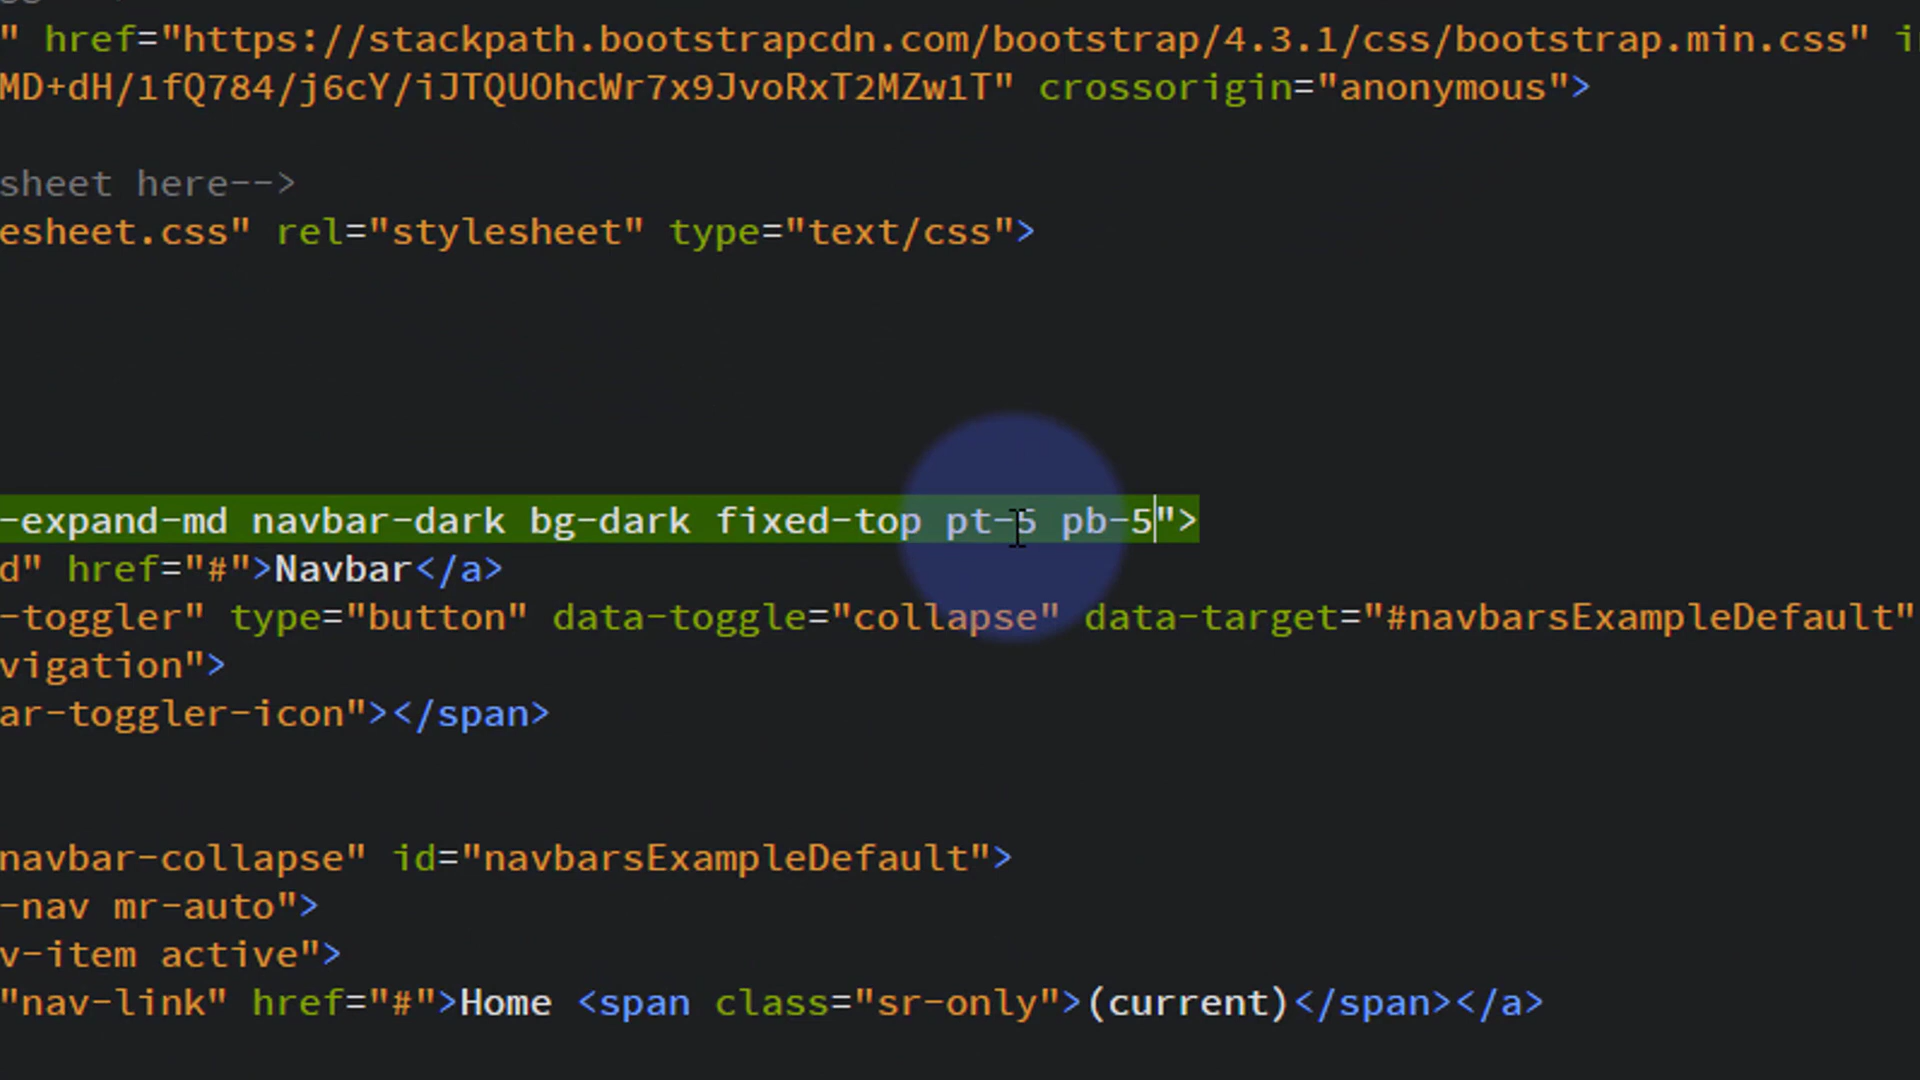 " href="https://stackpath.bootstrapcdn.com/bootstrap/4.3.1/css/bootstrap.min.css" i
MD+dH/1fQ784/j6cY/iJTQUOhcWr7x9JvoRxT2MZw1T" crossorigin="anonymous">
sheet here-->
esheet.css" rel="stylesheet" type="text/css">
-expand-md navbar-dark bg-dark fixed-top pt-5 pb-5">
d" href="#">Navbar</a>
-toggler" type="button" data-toggle="collapse" data-target="#navbarsExampleDefault"
vigation">
ar-toggler-icon"></span>
navbar-collapse" id="navbarsExampleDefault">
-nav mr-auto">
v-item active">
"nav-link" href="#">Home <span class="sr-only">(current)</span></a>